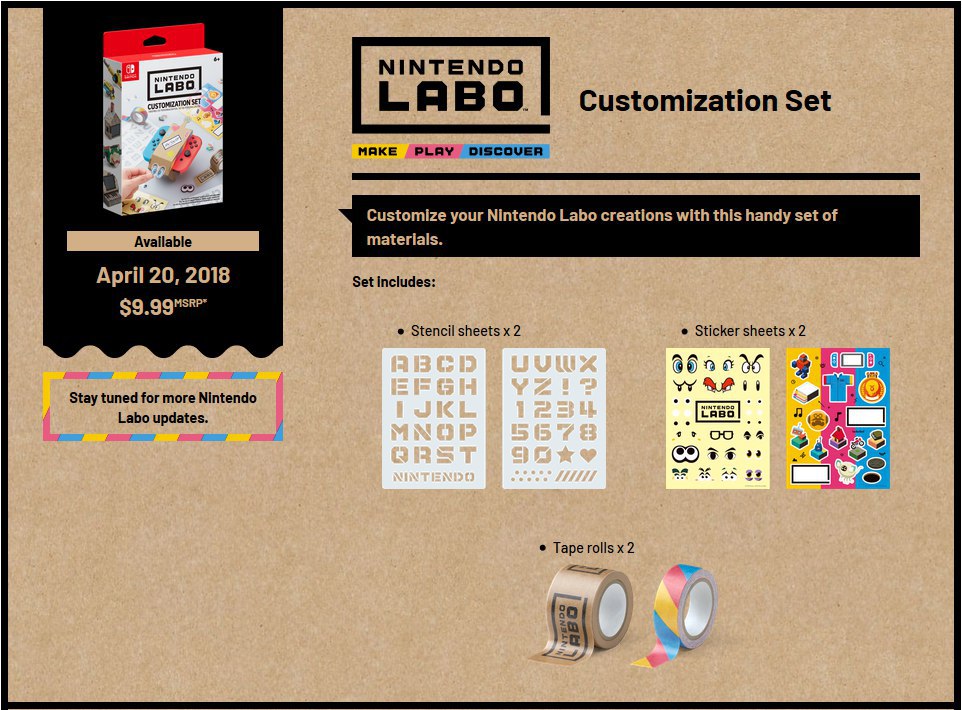 6+
NINTENDO
LABO
CUSTOMIZATION SET
Available
April 20, 2018
$9.99MSRP*
Stay tuned for more Nintendo
Labo updates.
NINTENDO
LABO™
Customization Set
MAKE PLAY DISCOVER
Customize your Nintendo Labo creations with this handy set of
materials.
Set Includes:
• Stencil sheets x 2
ABCD
EFGH
IJKL
MNOP
QRST
NINTENDO
UVWX
YZ!?
1234
5678
90★♥
• Sticker sheets x 2
NINTENDO
LABO
• Tape rolls x 2
NINTENDO
LABO